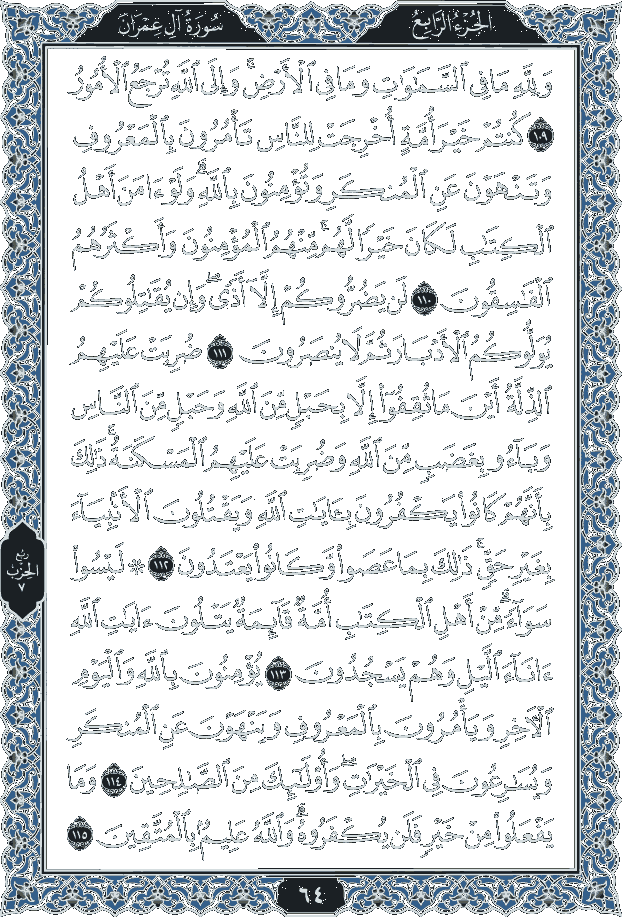 الجزء الرابع
سورة آل عمران
وَلِلَّهِ مَا فِي ٱلسَّمَٰوَٰتِ وَمَا فِي ٱلۡأَرۡضِۚ وَإِلَى ٱللَّهِ تُرۡجَعُ ٱلۡأُمُورُ
١٠٩ كُنتُمۡ خَيۡرَ أُمَّةٍ أُخۡرِجَتۡ لِلنَّاسِ تَأۡمُرُونَ بِٱلۡمَعۡرُوفِ
وَتَنۡهَوۡنَ عَنِ ٱلۡمُنكَرِ وَتُؤۡمِنُونَ بِٱللَّهِۗ وَلَوۡ ءَامَنَ أَهۡلُ
ٱلۡكِتَٰبِ لَكَانَ خَيۡرٗا لَّهُمۚ مِّنۡهُمُ ٱلۡمُؤۡمِنُونَ وَأَكۡثَرُهُمُ
ٱلۡفَٰسِقُونَ ١١٠ لَن يَضُرُّوكُمۡ إِلَّآ أَذٗىۖ وَإِن يُقَٰتِلُوكُمۡ
يُوَلُّوكُمُ ٱلۡأَدۡبَارَ ثُمَّ لَا يُنصَرُونَ ١١١ ضُرِبَتۡ عَلَيۡهِمُ
ٱلذِّلَّةُ أَيۡنَ مَا ثُقِفُوٓاْ إِلَّا بِحَبۡلٖ مِّنَ ٱللَّهِ وَحَبۡلٖ مِّنَ ٱلنَّاسِ
وَبَآءُو بِغَضَبٖ مِّنَ ٱللَّهِ وَضُرِبَتۡ عَلَيۡهِمُ ٱلۡمَسۡكَنَةُۚ ذَٰلِكَ
بِأَنَّهُمۡ كَانُواْ يَكۡفُرُونَ بِـَٔايَٰتِ ٱللَّهِ وَيَقۡتُلُونَ ٱلۡأَنۢبِيَآءَ
بِغَيۡرِ حَقّٖۚ ذَٰلِكَ بِمَا عَصَواْ وَّكَانُواْ يَعۡتَدُونَ ١١٢ ۞ لَيۡسُواْ
سَوَآءٗۗ مِّنۡ أَهۡلِ ٱلۡكِتَٰبِ أُمَّةٞ قَآئِمَةٞ يَتۡلُونَ ءَايَٰتِ ٱللَّهِ
ءَانَآءَ ٱلَّيۡلِ وَهُمۡ يَسۡجُدُونَ ١١٣ يُؤۡمِنُونَ بِٱللَّهِ وَٱلۡيَوۡمِ
ٱلۡأٓخِرِ وَيَأۡمُرُونَ بِٱلۡمَعۡرُوفِ وَيَنۡهَوۡنَ عَنِ ٱلۡمُنكَرِ
وَيُسَٰرِعُونَ فِي ٱلۡخَيۡرَٰتِۖ وَأُوْلَٰٓئِكَ مِنَ ٱلصَّٰلِحِينَ ١١٤ وَمَا
يَفۡعَلُواْ مِنۡ خَيۡرٖ فَلَن يُكۡفَرُوهُۗ وَٱللَّهُ عَلِيمُۢ بِٱلۡمُتَّقِينَ ١١٥
ربع
الحزب
٧
٦٤